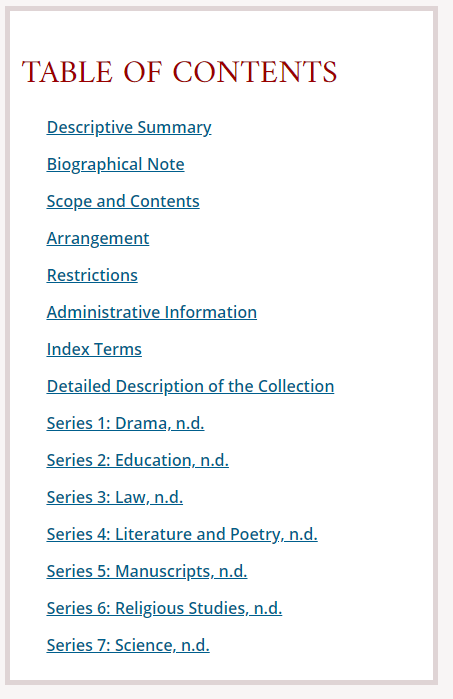 TABLE OF CONTENTS
Descriptive Summary
Biographical Note
Scope and Contents
Arrangement
Restrictions
Administrative Information
Index Terms
Detailed Description of the Collection
Series 1: Drama, n.d.
Series 2: Education, n.d.
Series 3: Law, n.d.
Series 4: Literature and Poetry, n.d.
Series 5: Manuscripts, n.d.
Series 6: Religious Studies, n.d.
Series 7: Science, n.d.